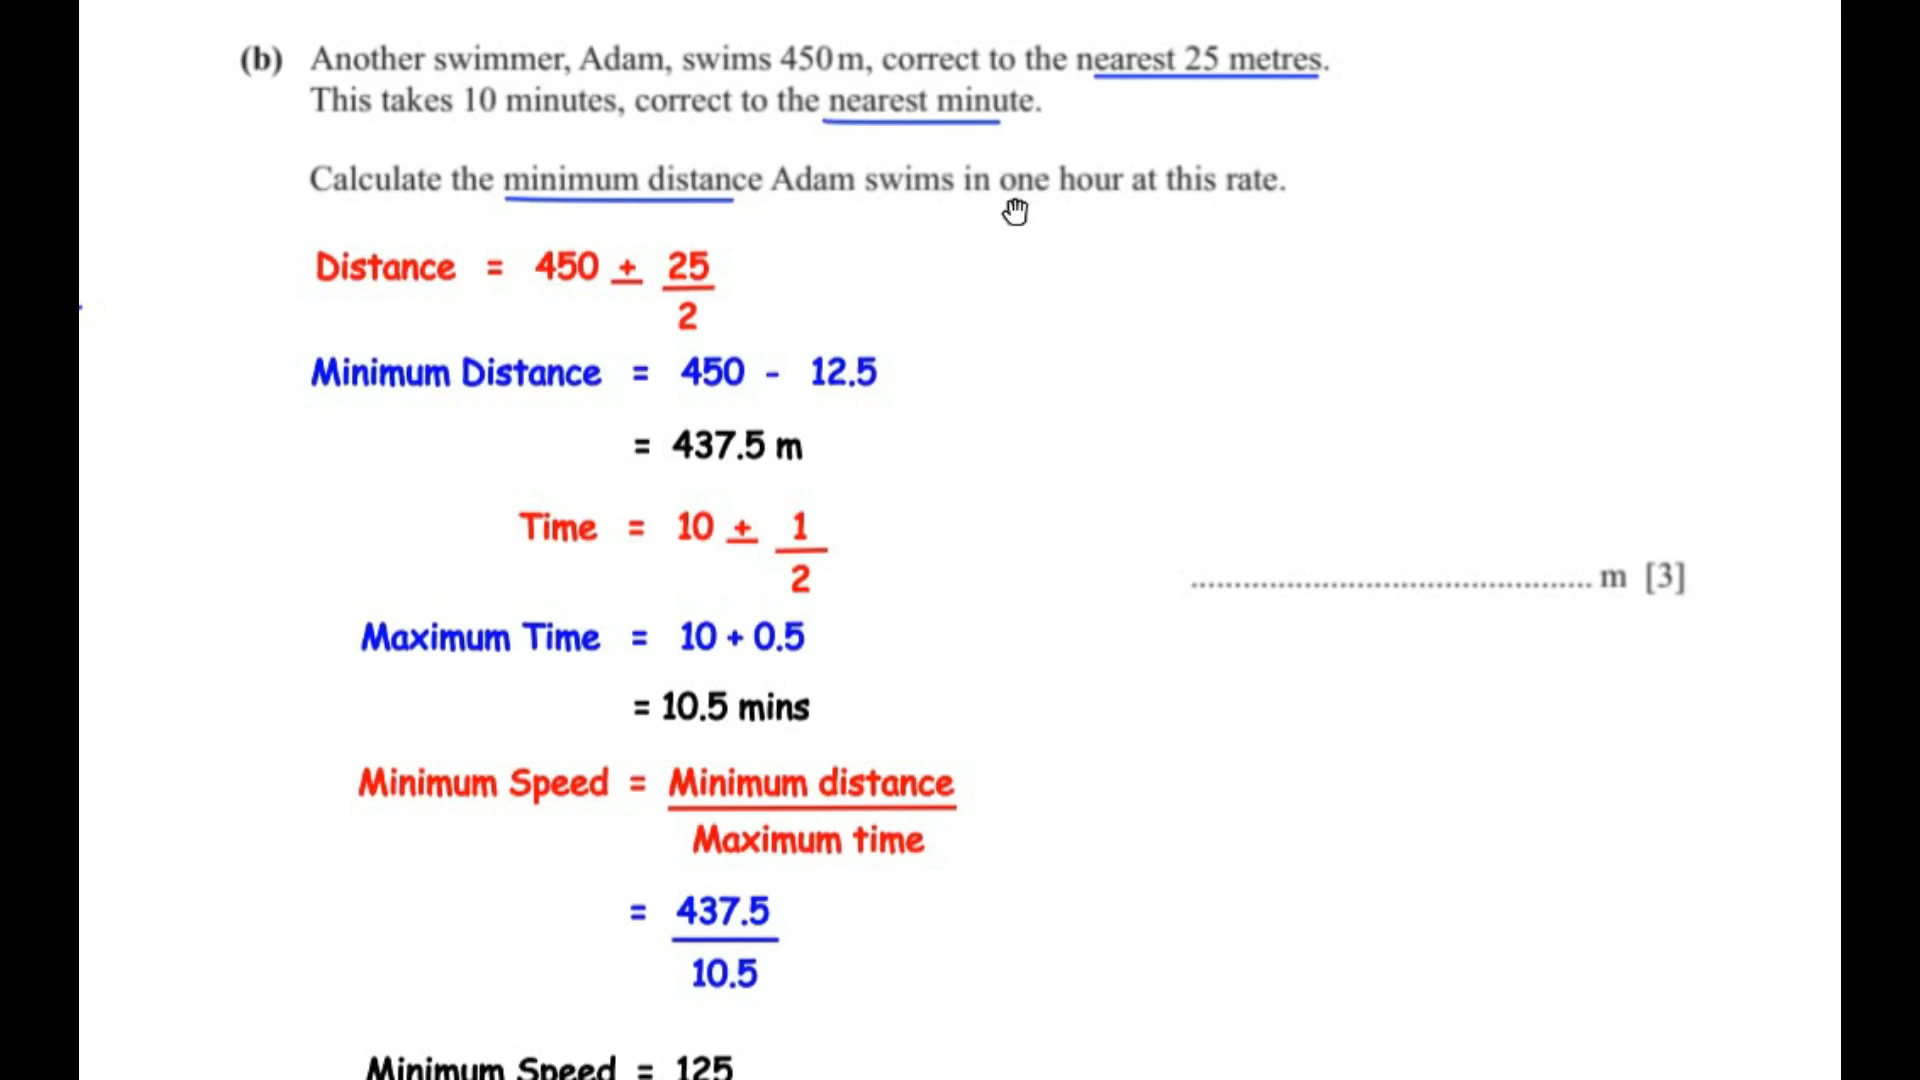 (b) Another swimmer, Adam, swims 450 m, correct to the nearest 25 metres.
This takes 10 minutes, correct to the nearest minute.
Calculate the minimum distance Adam swims in one hour at this rate.
Distance = 450 ± 25
2
Minimum Distance = 450 - 12.5
= 437.5 m
Time = 10 ± 1
2
.............................................. m [3]
Maximum Time = 10 + 0.5
= 10.5 mins
Minimum Speed = Minimum distance
Maximum time
= 437.5
10.5
Minimum Speed = 125